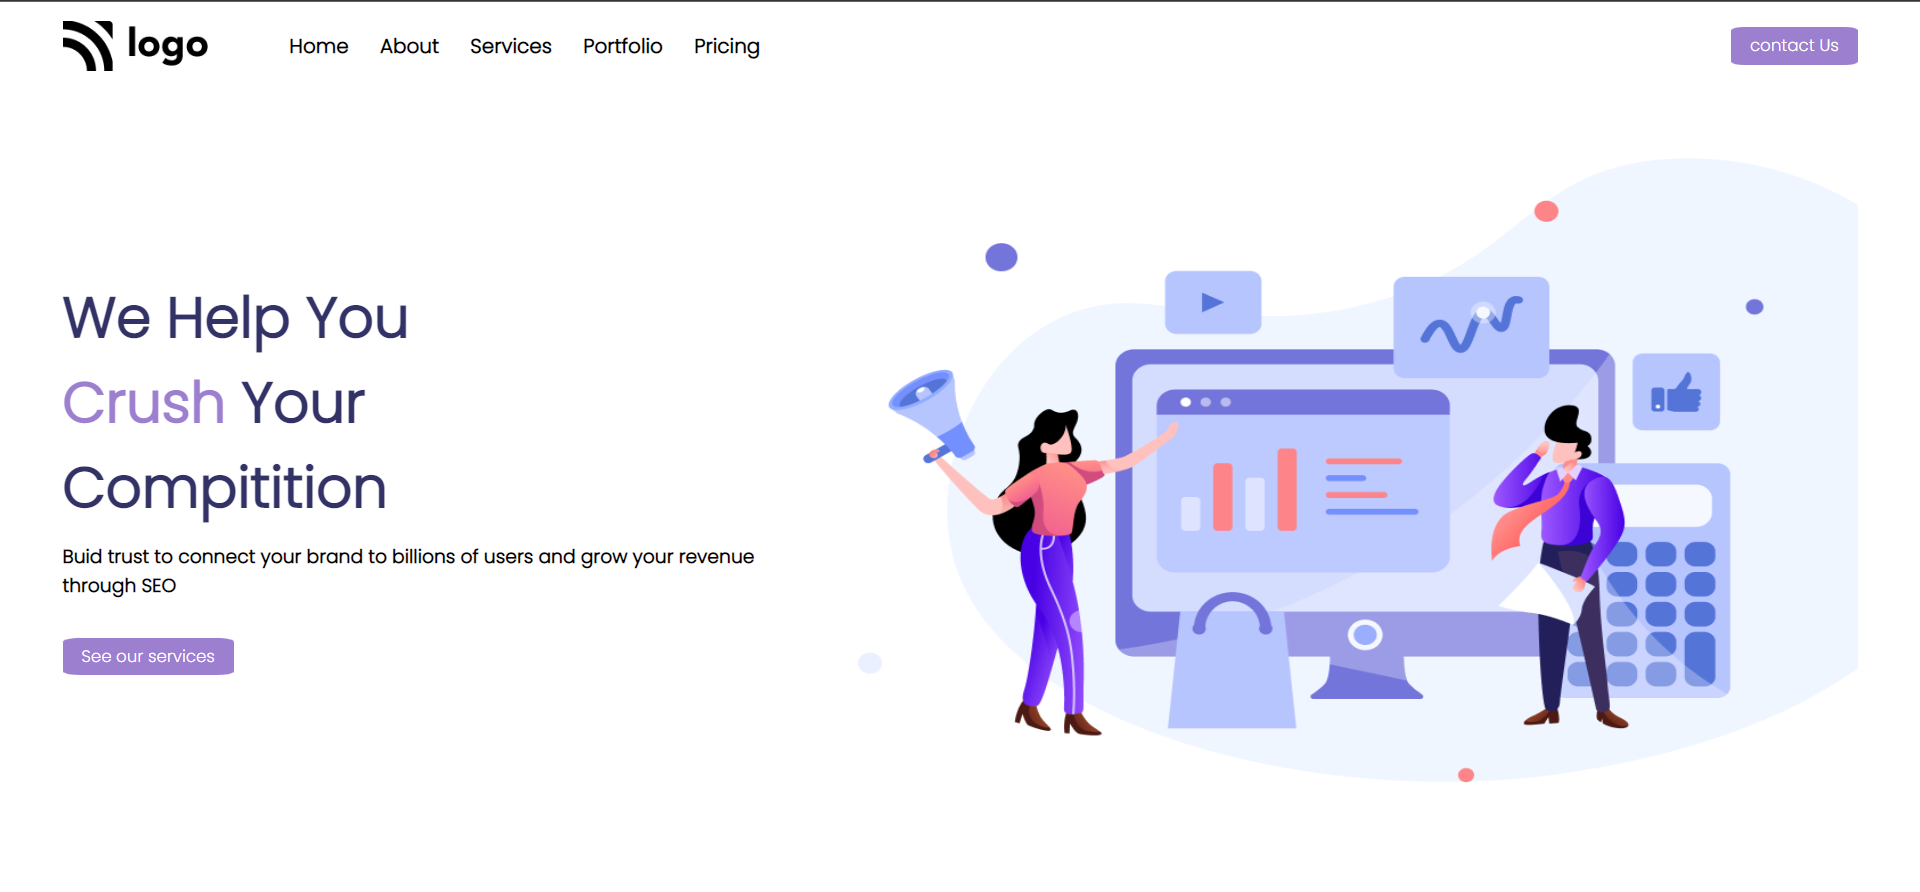 logo
Home About Services Portfolio Pricing
contact Us
We Help You
Crush Your
Compitition
Buid trust to connect your brand to billions of users and grow your revenue
through SEO
See our services